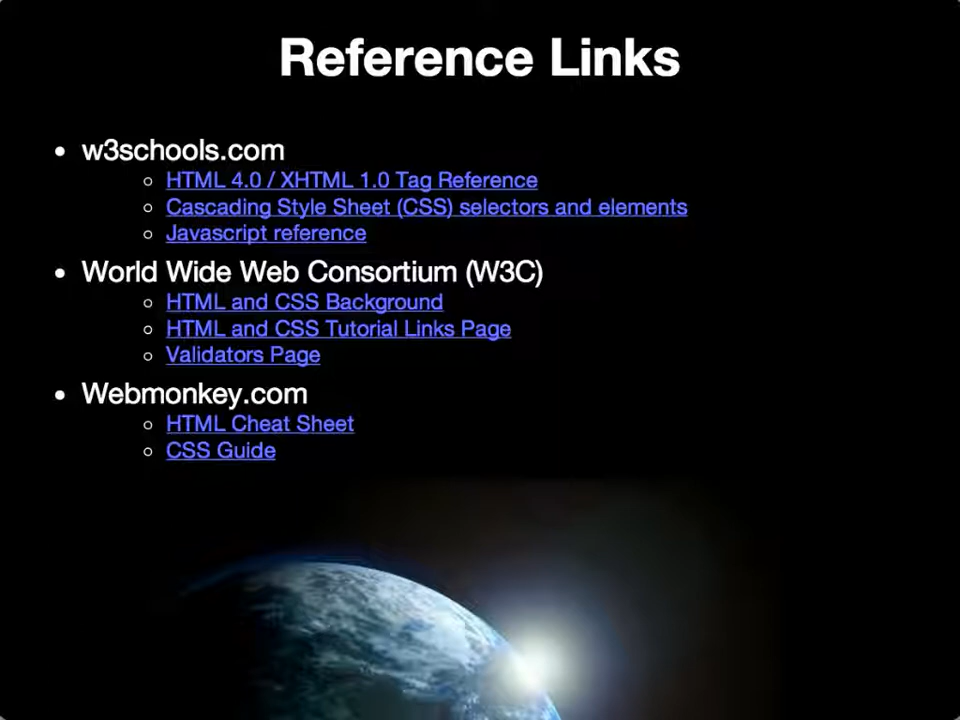 Reference Links
• w3schools.com
○ HTML 4.0 / XHTML 1.0 Tag Reference
○ Cascading Style Sheet (CSS) selectors and elements
○ Javascript reference
• World Wide Web Consortium (W3C)
○ HTML and CSS Background
○ HTML and CSS Tutorial Links Page
○ Validators Page
• Webmonkey.com
○ HTML Cheat Sheet
○ CSS Guide